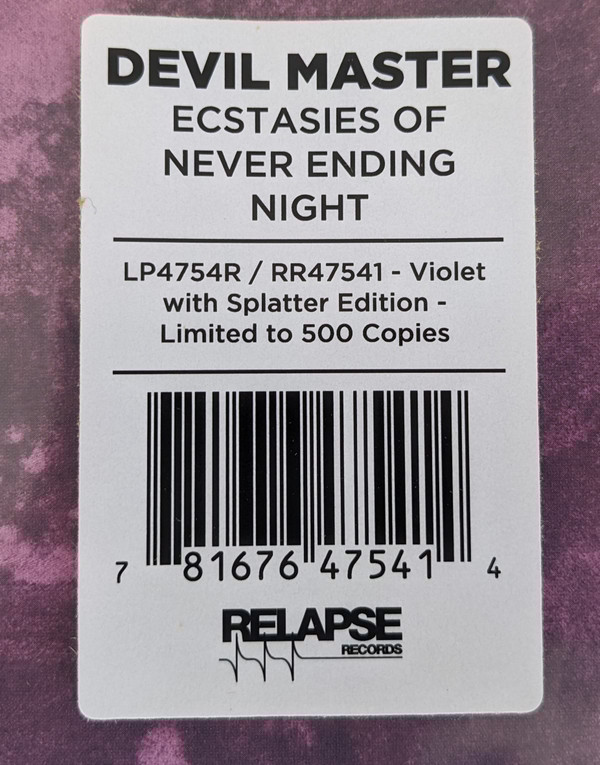 DEVIL MASTER
ECSTASIES OF
NEVER ENDING
NIGHT
LP4754R / RR47541 - Violet
with Splatter Edition -
Limited to 500 Copies
7 81676 47541 4
RELAPSE
RECORDS